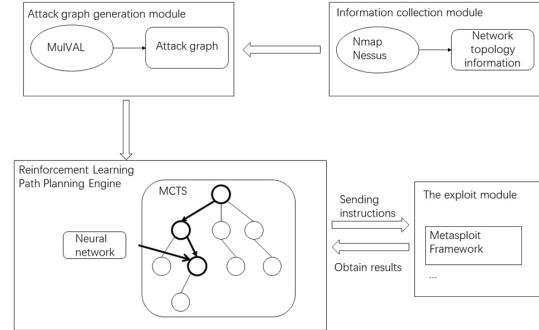 Attack graph generation module
MulVAL
Attack graph
Information collection module
Nmap
Nessus
Network
topology
information
Reinforcement Learning
Path Planning Engine
MCTS
Neural
network
Sending
instructions
Obtain results
The exploit module
Metasploit
Framework
...